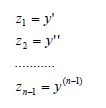 z₁ = y'
z₂ = y''
...........
zₙ₋₁ = y⁽ⁿ⁻¹⁾